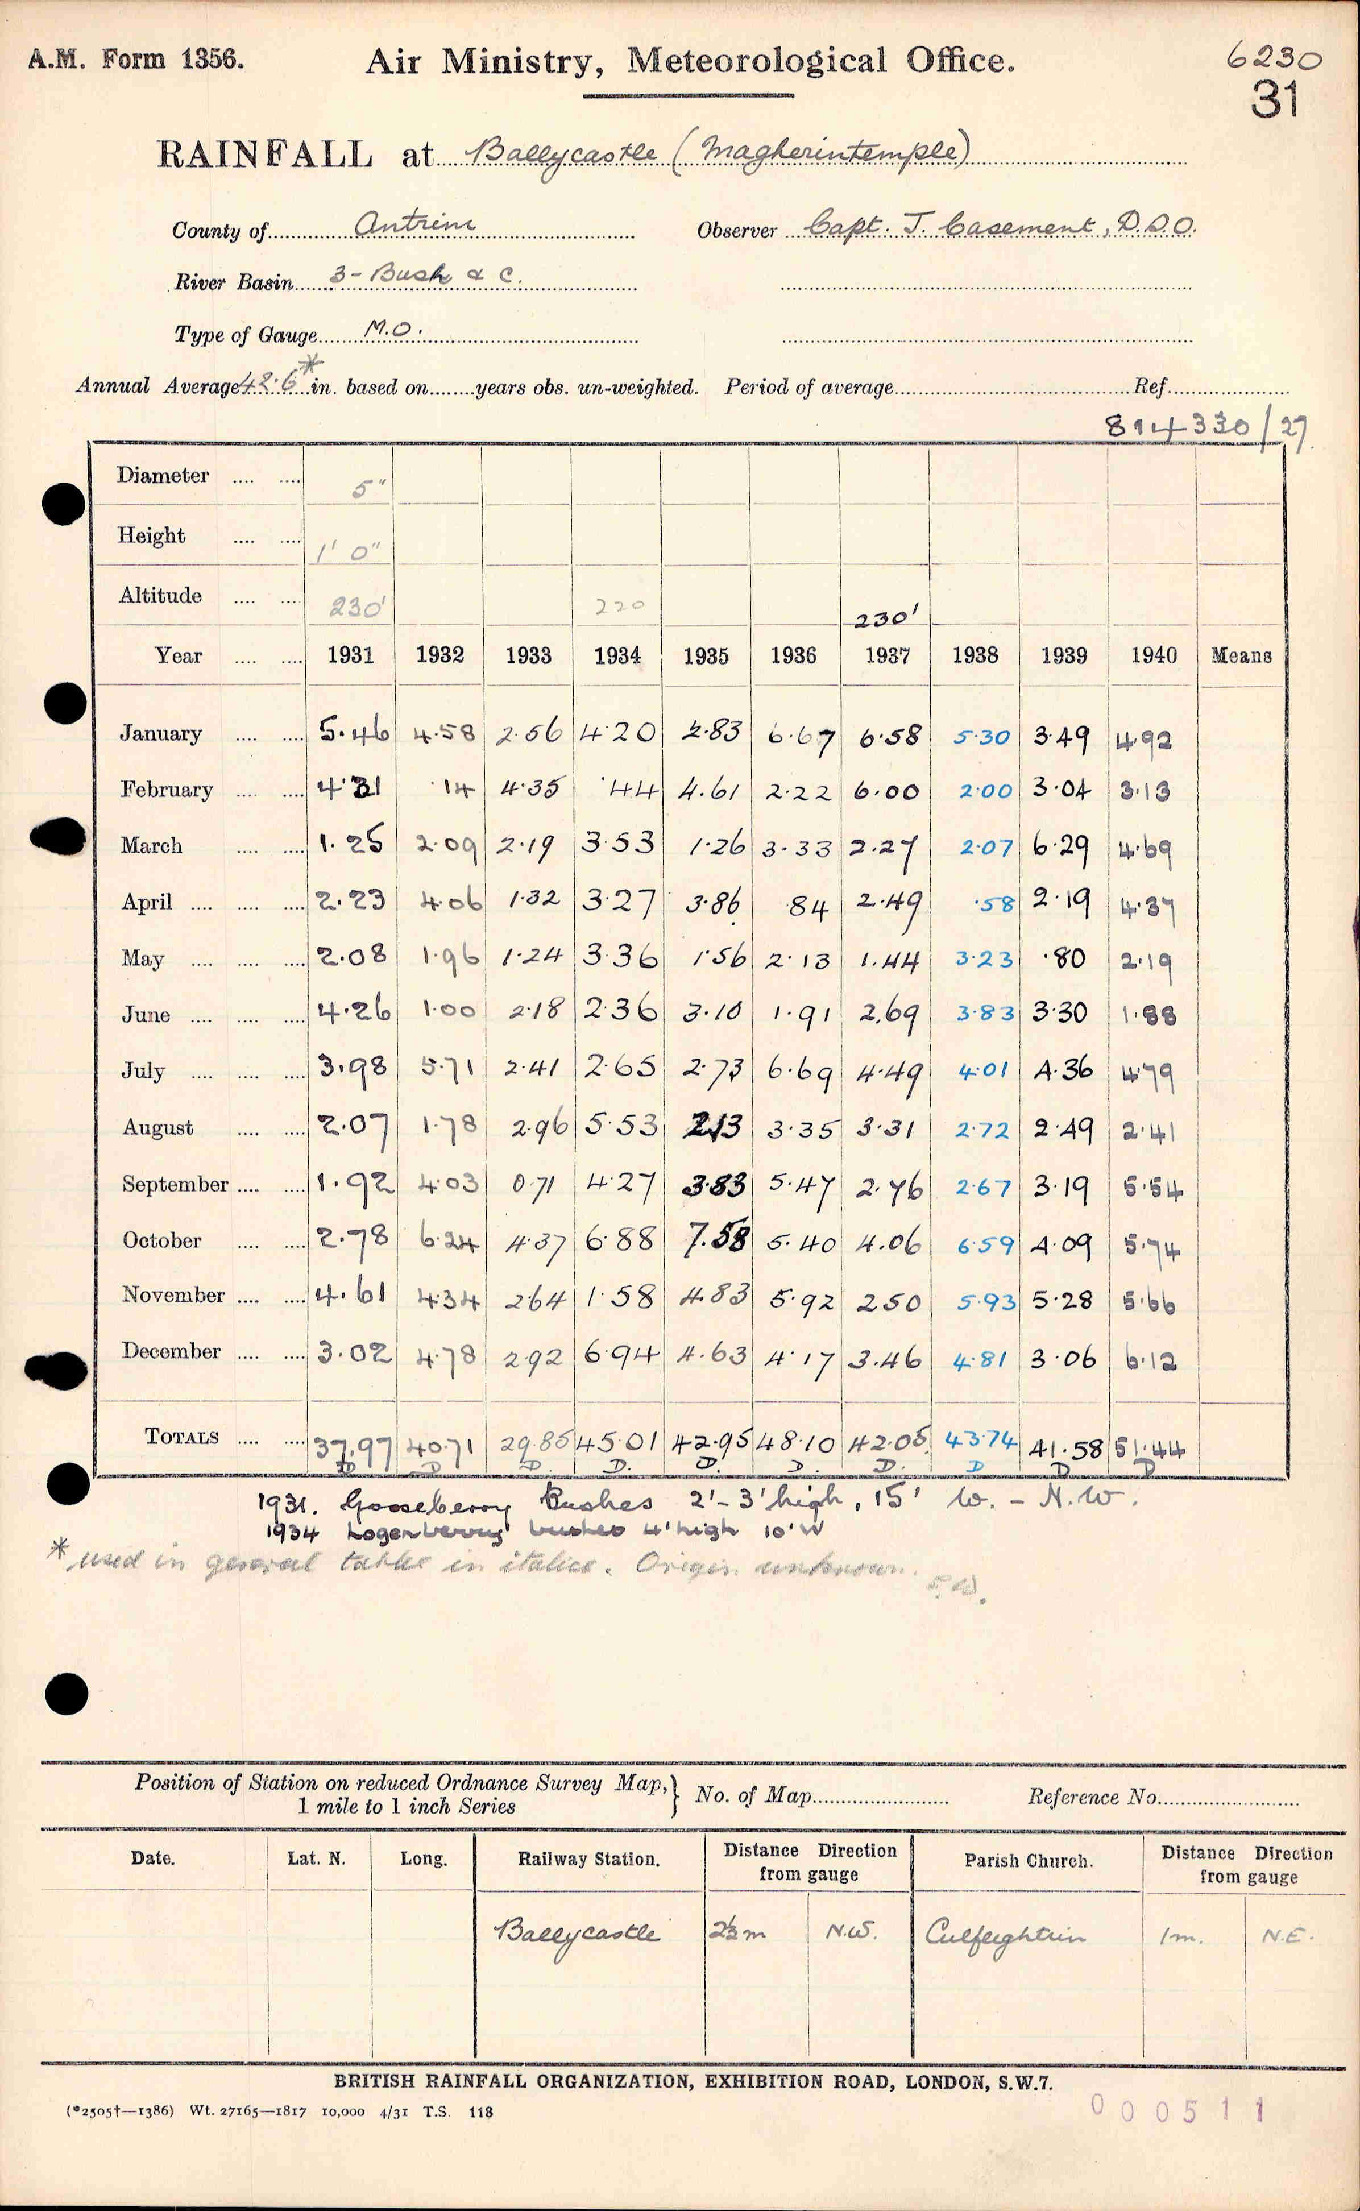 A.M. Form 1356. Air Ministry, Meteorological Office. 6230
31
RAINFALL at Ballycastle (Magherintemple)
County of Antrim Observer Capt. J. Casement, D.S.O.
River Basin 3 - Bush & C.
Type of Gauge M.O.
Annual Average 42.6* in. based on years obs. un-weighted. Period of average Ref.
814330/27
Diameter 5"
Height 1' 0"
Altitude 230' 220 230'
Year 1931 1932 1933 1934 1935 1936 1937 1938 1939 1940 Means
January 5.46 4.58 2.56 4.20 2.83 6.67 6.58 5.30 3.49 4.92
February 4.31 .14 4.35 .44 4.61 2.22 6.00 2.00 3.04 3.13
March 1.25 2.09 2.19 3.53 1.26 3.33 2.27 2.07 6.29 4.69
April 2.23 4.06 1.32 3.27 3.86 .84 2.49 .58 2.19 4.37
May 2.08 1.96 1.24 3.36 1.56 2.13 1.44 3.23 .80 2.19
June 4.26 1.00 2.18 2.36 3.10 1.91 2.69 3.83 3.30 1.88
July 3.98 5.71 2.41 2.65 2.73 6.69 4.49 4.01 4.36 4.79
August 2.07 1.78 2.96 5.53 2.13 3.35 3.31 2.72 2.49 2.41
September 1.92 4.03 0.71 4.27 3.83 5.47 2.76 2.67 3.19 5.54
October 2.78 6.24 4.37 6.88 7.58 5.40 4.06 6.59 4.09 5.74
November 4.61 4.34 2.64 1.58 4.83 5.92 2.50 5.93 5.28 5.66
December 3.02 4.78 2.92 6.94 4.63 4.17 3.46 4.81 3.06 6.12
TOTALS 37.97 40.71 29.85 45.01 42.95 48.10 42.05 43.74 41.58 51.44
D D D. D. D. D. D. D D D
1931. Gooseberry Bushes 2'-3' high, 15' W. - N.W.
1934 Logenberry bushes 4' high 10' W
* used in general table in italics. Origin unknown.
Position of Station on reduced Ordnance Survey Map, } No. of Map Reference No.
1 mile to 1 inch Series
Date. Lat. N. Long. Railway Station. Distance Direction from gauge Parish Church. Distance Direction from gauge
Ballycastle 2½ m N.W. Culfeightrin 1m. N.E.
BRITISH RAINFALL ORGANIZATION, EXHIBITION ROAD, LONDON, S.W.7.
(*2505†—1386) Wt. 27165—1817 10,000 4/31 T.S. 118
000511